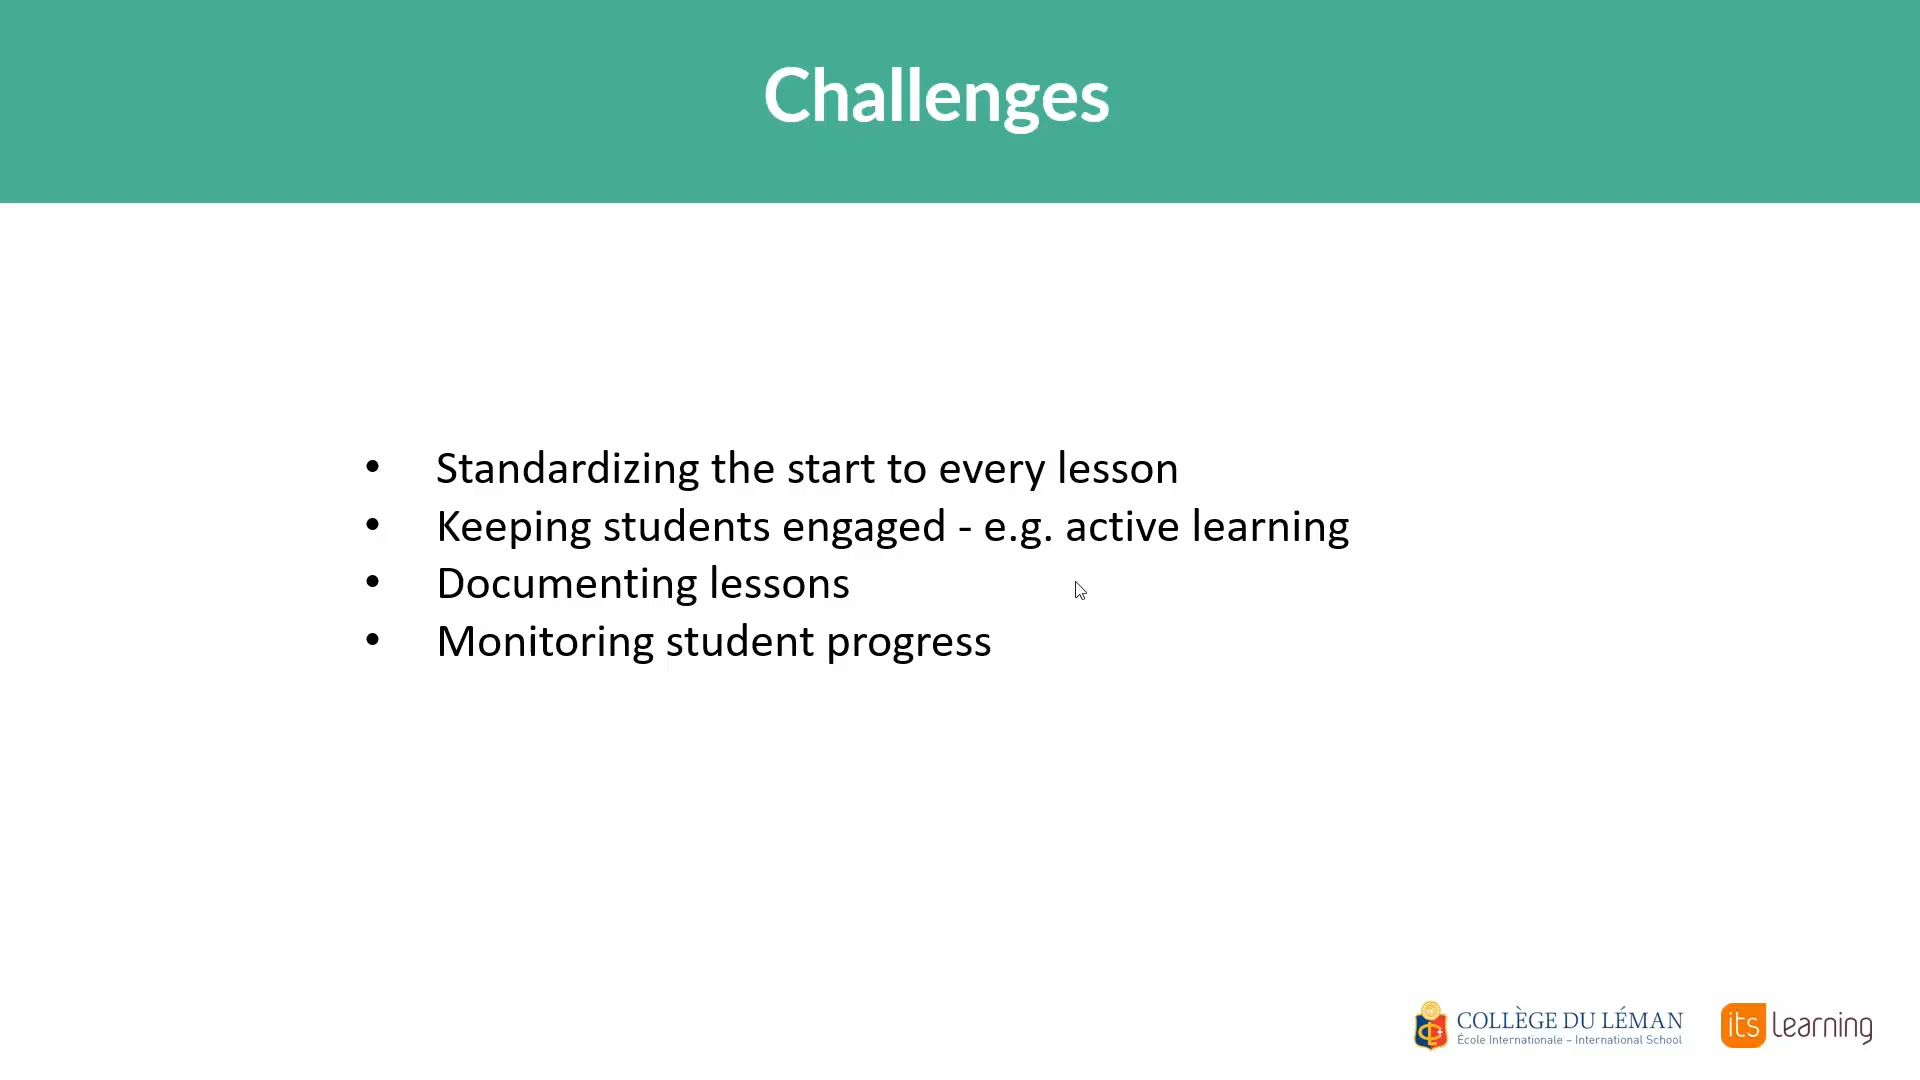 Challenges
• Standardizing the start to every lesson
• Keeping students engaged - e.g. active learning
• Documenting lessons
• Monitoring student progress
COLLÈGE DU LÉMAN
École Internationale – International School
its learning